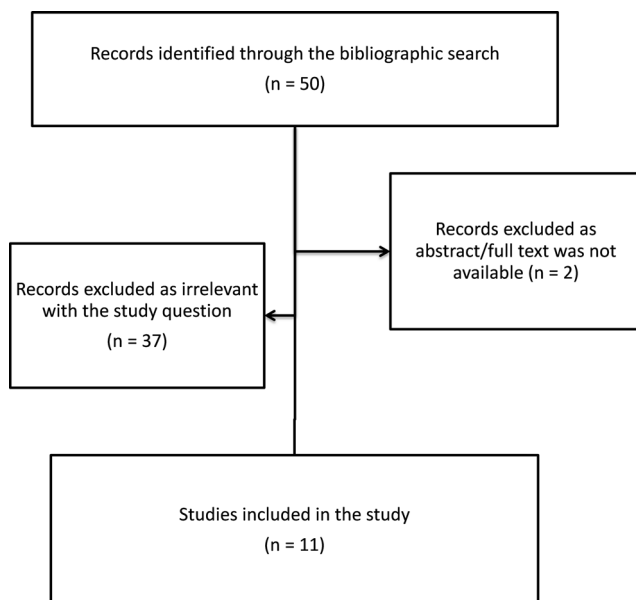 Records identified through the bibliographic search
(n = 50)
Records excluded as
abstract/full text was not
available (n = 2)
Records excluded as irrelevant
with the study question
(n = 37)
Studies included in the study
(n = 11)